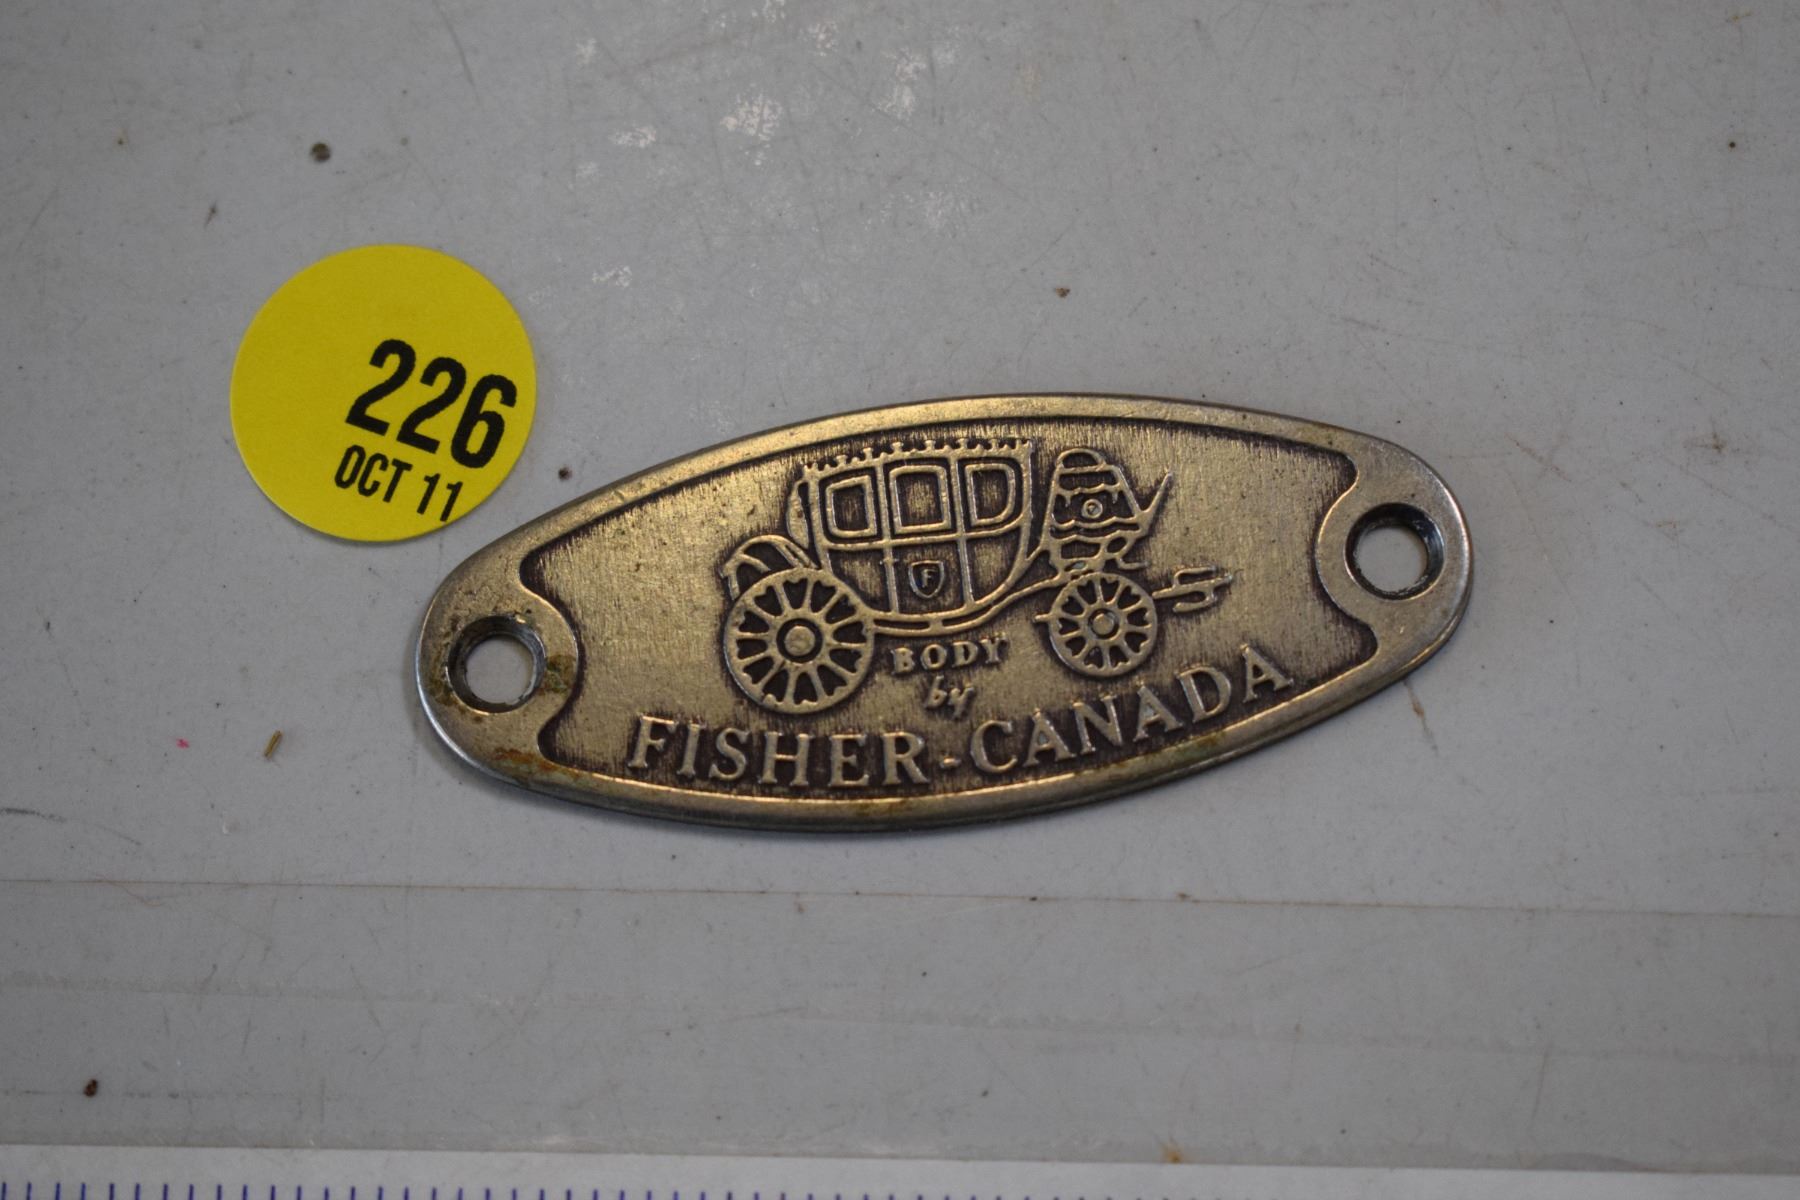 226
OCT 11
F
BODY
by
FISHER-CANADA